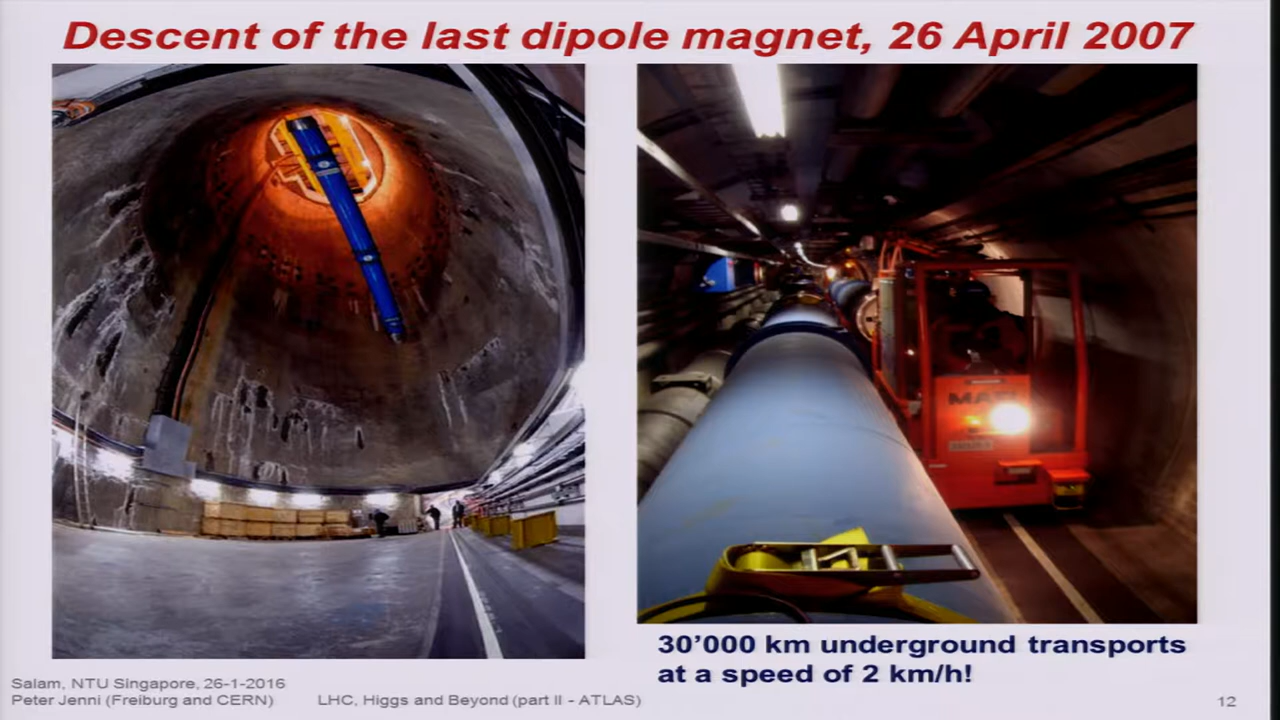 Descent of the last dipole magnet, 26 April 2007
30’000 km underground transports
at a speed of 2 km/h!
Salam, NTU Singapore, 26-1-2016
Peter Jenni (Freiburg and CERN) LHC, Higgs and Beyond (part II - ATLAS) 12